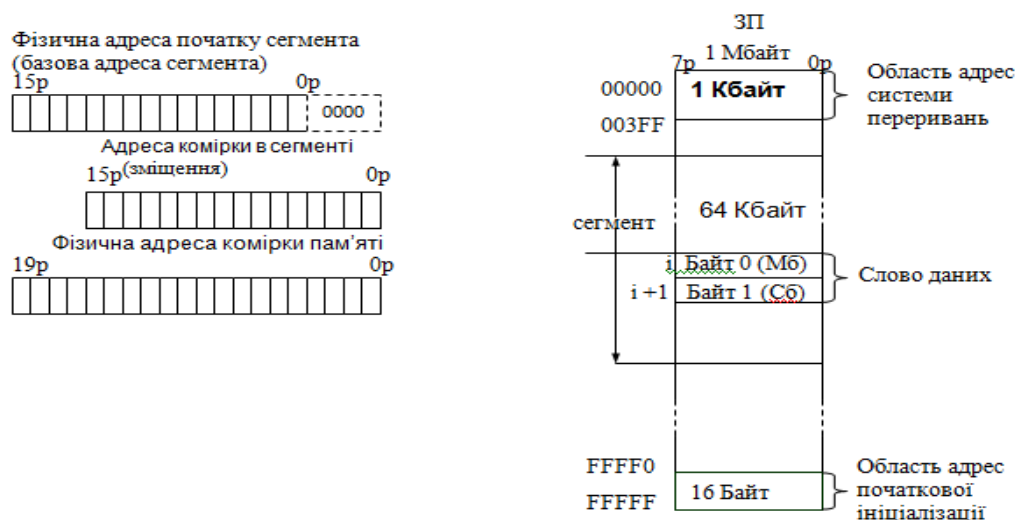 Фізична адреса початку сегмента
(базова адреса сегмента)
15р 0р
0000
Адреса комірки в сегменті
15р (зміщення) 0р
Фізична адреса комірки пам'яті
19р 0р
ЗП
1 Мбайт
7р 0р
00000 1 Кбайт
003FF
Область адрес
системи
переривань
64 Кбайт
сегмент
i Байт 0 (Мб)
i +1 Байт 1 (Сб)
Слово даних
FFFF0
16 Байт
FFFFF
Область адрес
початкової
ініціалізації